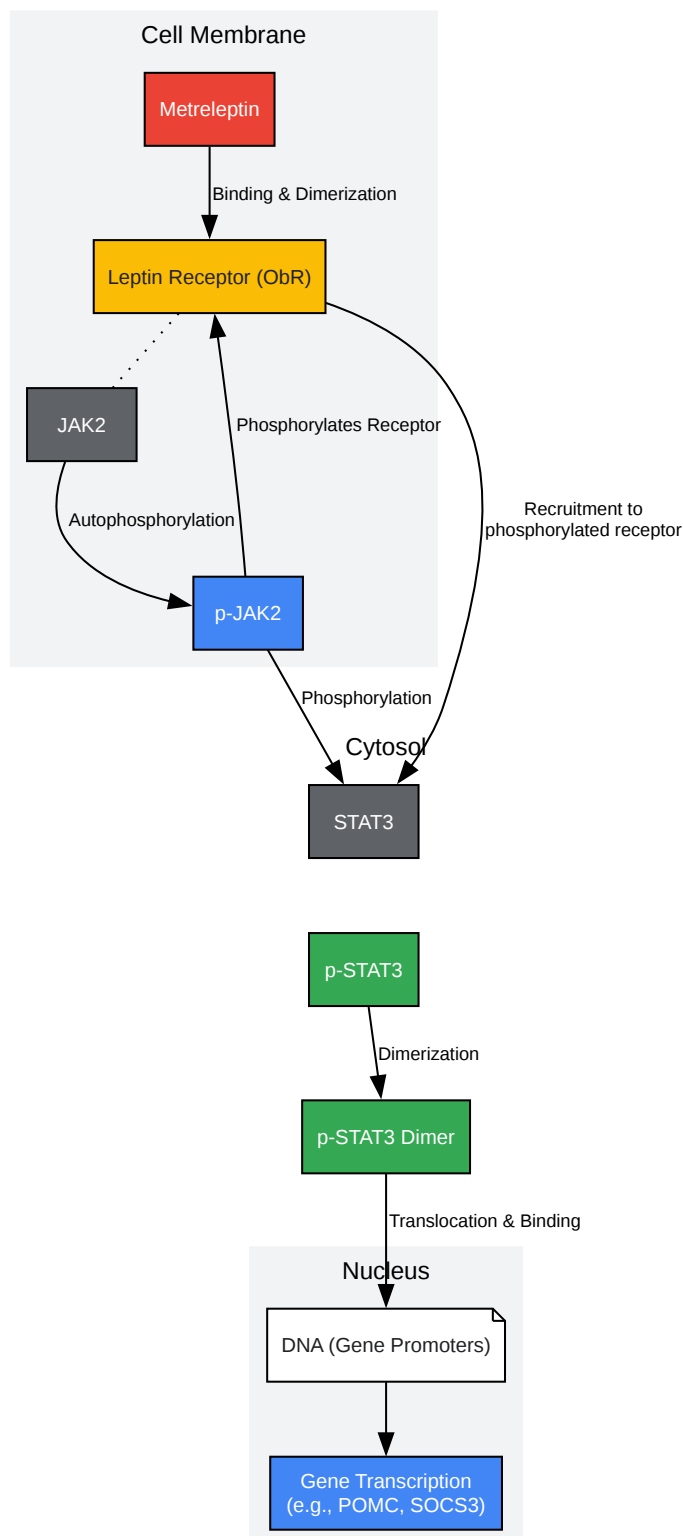 Cell Membrane
Metreleptin
Binding & Dimerization
Leptin Receptor (ObR)
JAK2
Phosphorylates Receptor
Autophosphorylation
Recruitment to
phosphorylated receptor
p-JAK2
Phosphorylation
Cytosol
STAT3
p-STAT3
Dimerization
p-STAT3 Dimer
Translocation & Binding
Nucleus
DNA (Gene Promoters)
Gene Transcription
(e.g., POMC, SOCS3)